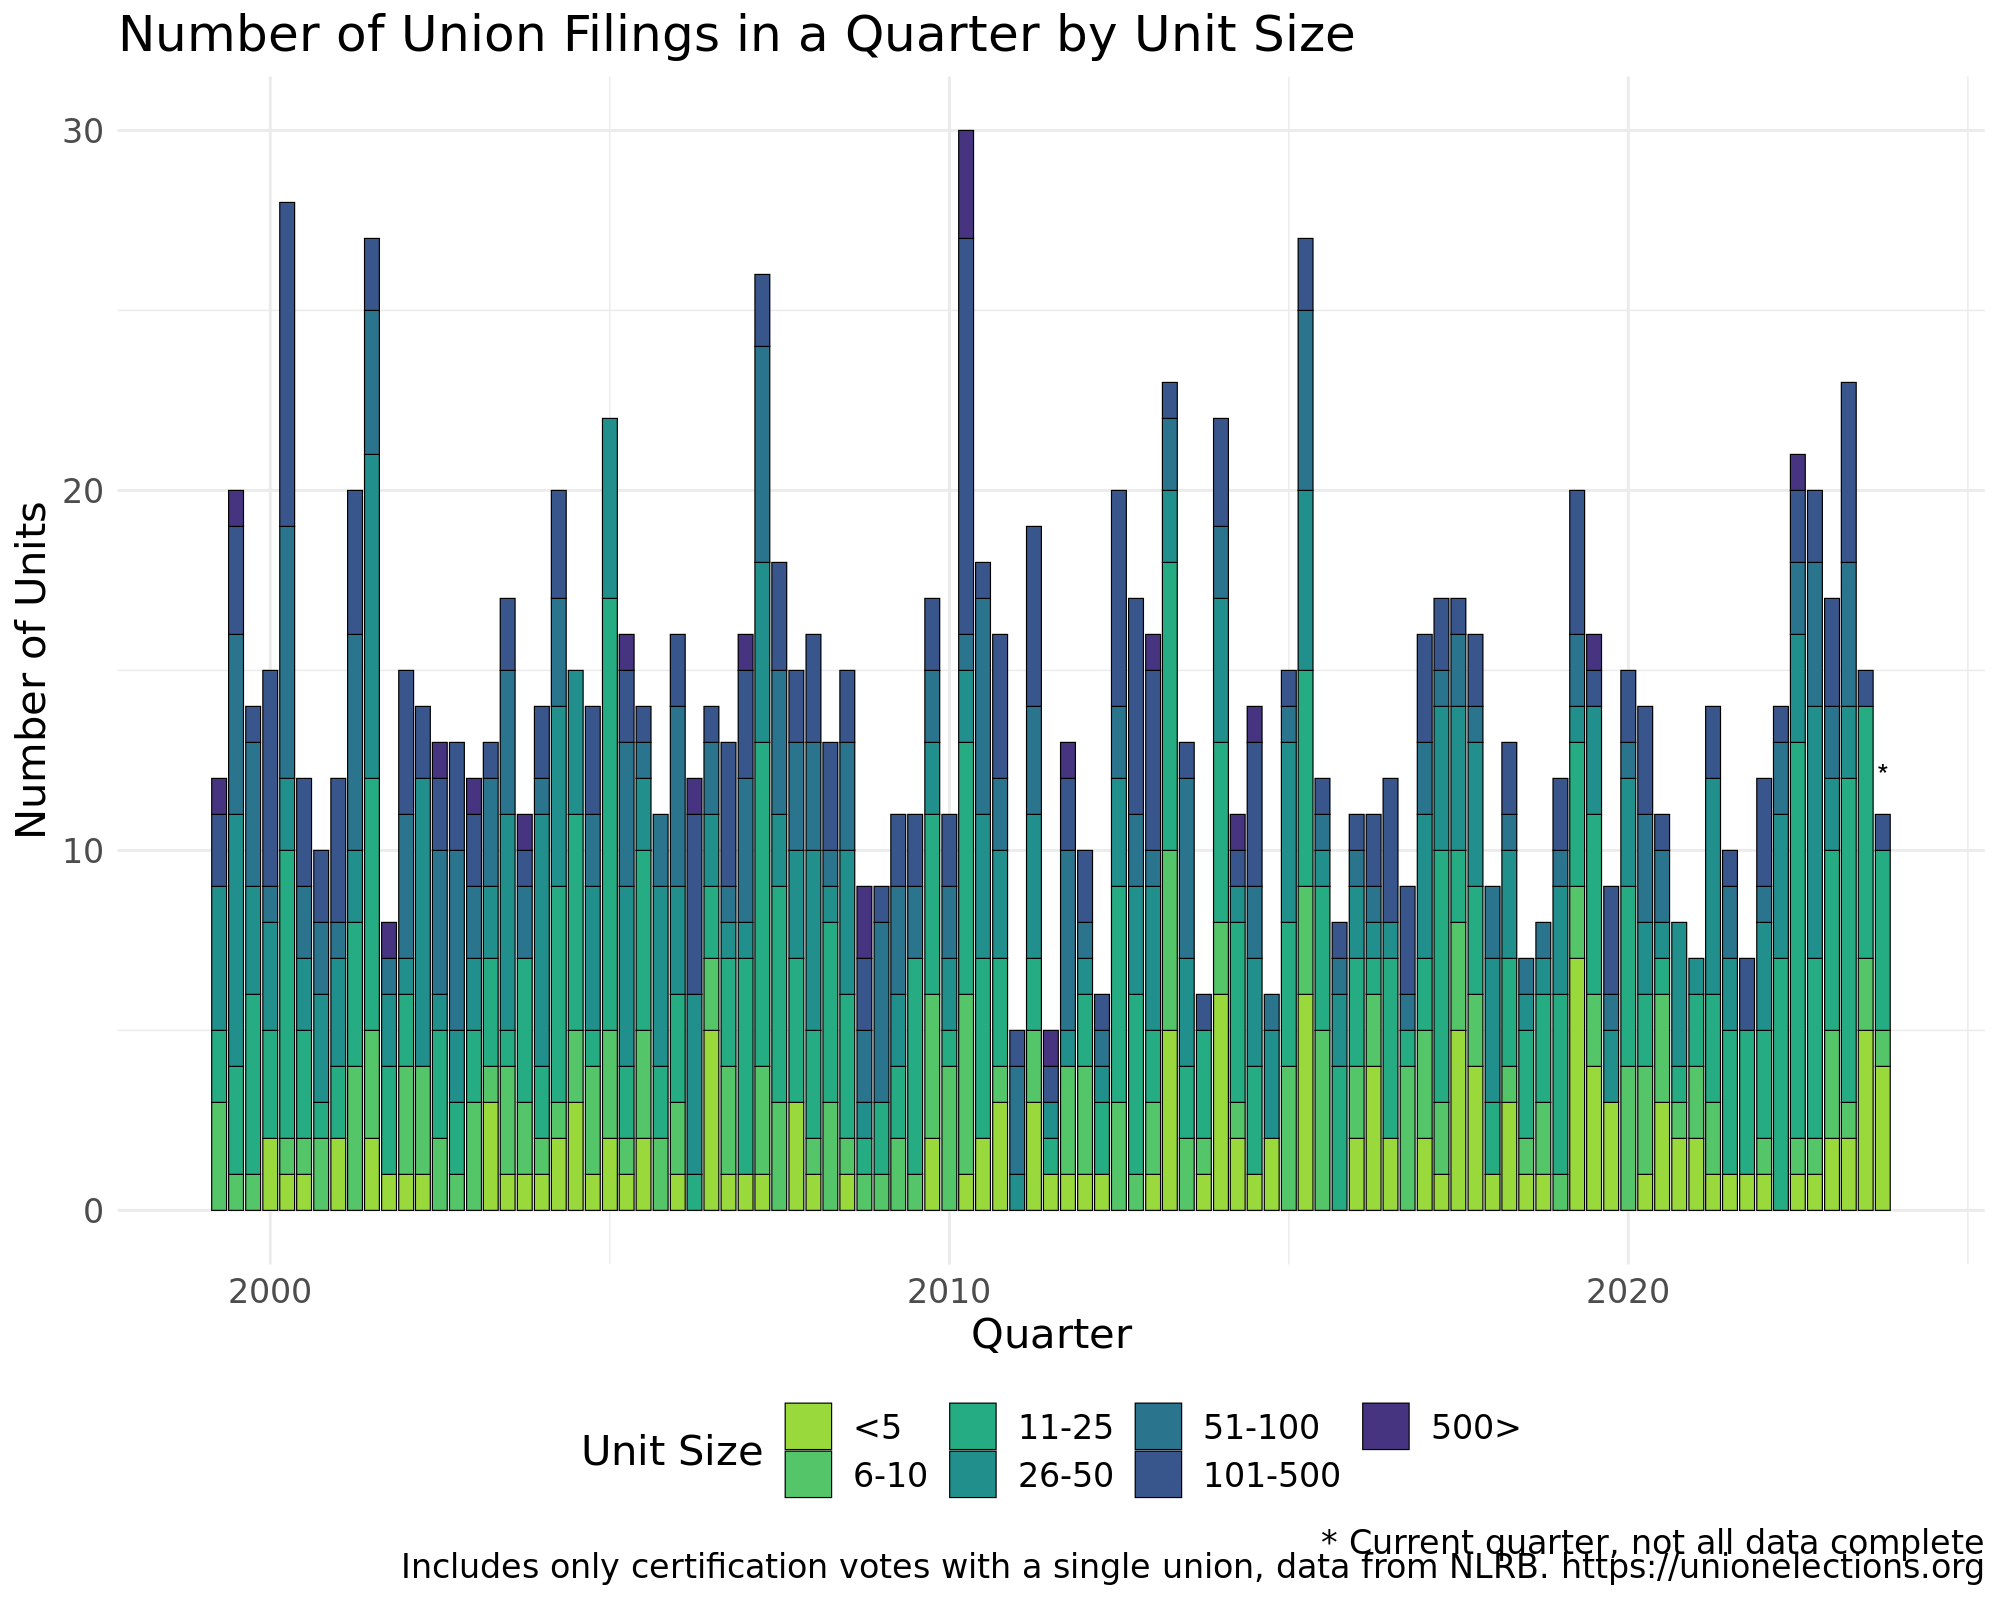 Number of Union Filings in a Quarter by Unit Size
30
20
10
0
Number of Units
*
2000 2010 2020
Quarter
Unit Size
<5 11-25 51-100 500>
6-10 26-50 101-500
* Current quarter, not all data complete
Includes only certification votes with a single union, data from NLRB. https://unionelections.org